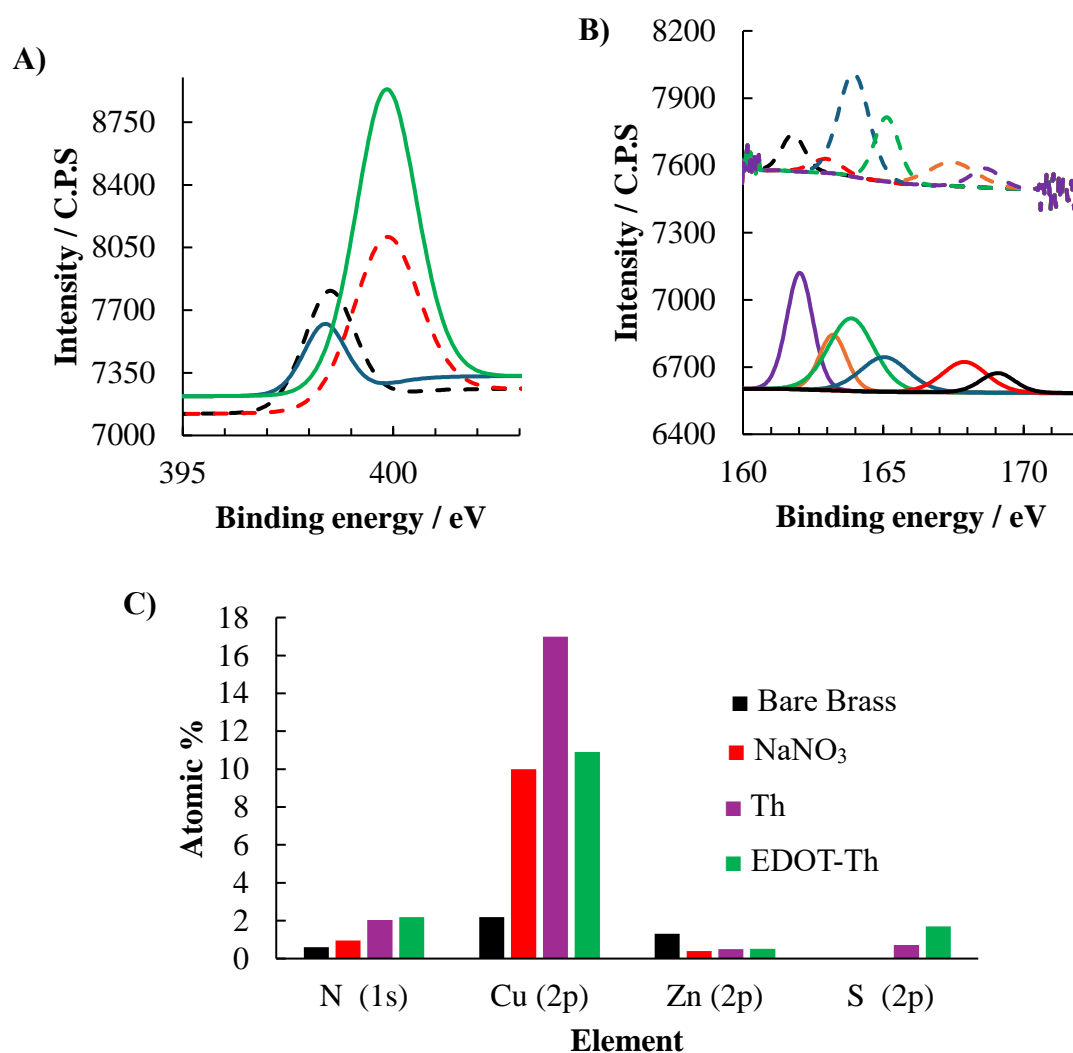 A)
Intensity / C.P.S
8750
8400
8050
7700
7350
7000
395
400
Binding energy / eV
B)
Intensity / C.P.S
8200
7900
7600
7300
7000
6700
6400
160
165
170
Binding energy / eV
C)
Atomic %
18
16
14
12
10
8
6
4
2
0
N (1s)
Cu (2p)
Zn (2p)
S (2p)
Element
Bare Brass
NaNO₃
Th
EDOT-Th